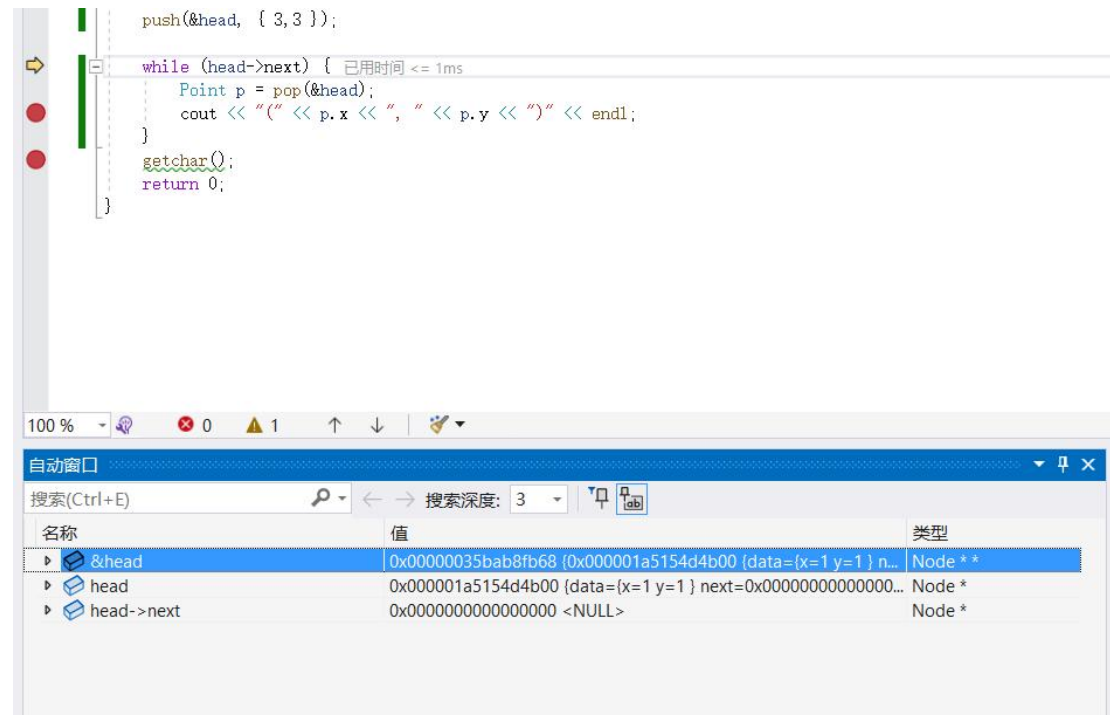 push(&head, { 3,3 });
while (head->next) { 已用时间 <= 1ms
Point p = pop(&head);
cout << "(" << p.x << ", " << p.y << ")" << endl;
}
getchar();
return 0;
}
100 % 0 1
自动窗口
搜索(Ctrl+E) 搜索深度: 3 ab
名称 值 类型
&head 0x00000035bab8fb68 {0x000001a5154d4b00 {data={x=1 y=1 } n... Node * *
head 0x000001a5154d4b00 {data={x=1 y=1 } next=0x00000000000000... Node *
head->next 0x0000000000000000 <NULL> Node *